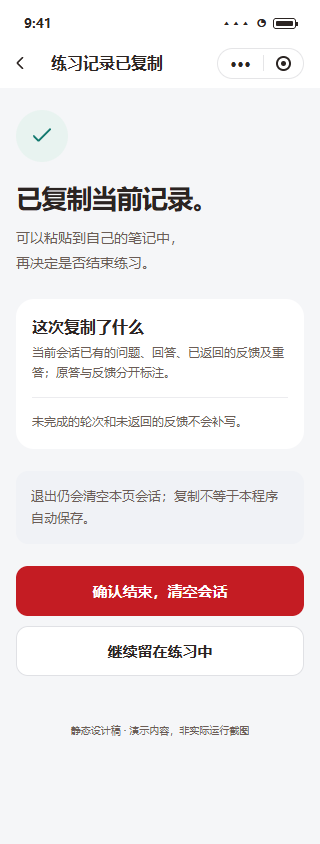 9:41
练习记录已复制
已复制当前记录。
可以粘贴到自己的笔记中，
再决定是否结束练习。
这次复制了什么
当前会话已有的问题、回答、已返回的反馈及重
答；原答与反馈分开标注。
未完成的轮次和未返回的反馈不会补写。
退出仍会清空本页会话；复制不等于本程序
自动保存。
确认结束，清空会话
继续留在练习中
静态设计稿 · 演示内容，非实际运行截图